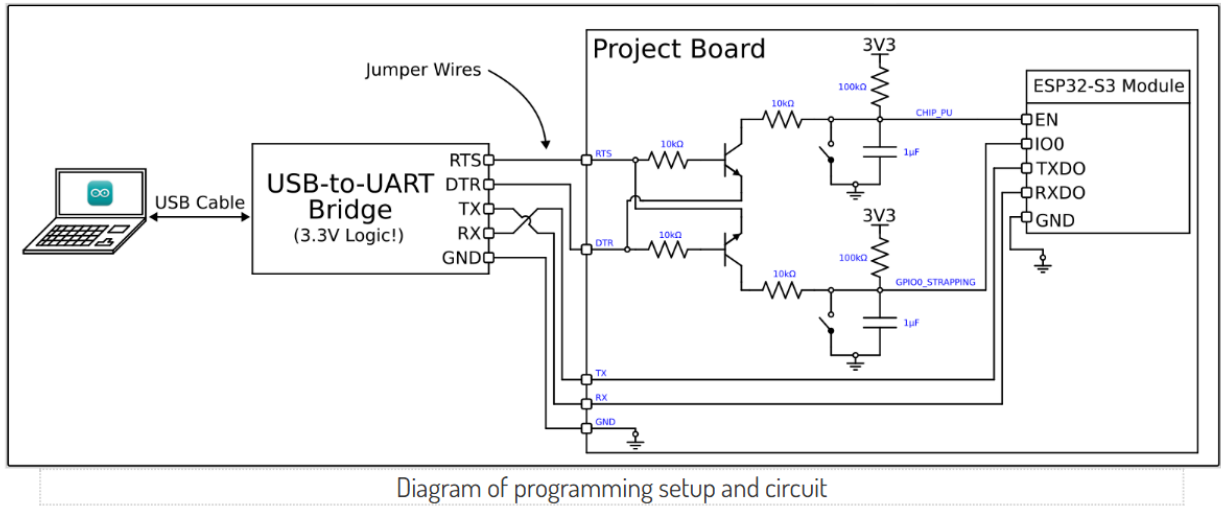 Project Board
3V3
Jumper Wires
100kΩ
ESP32-S3 Module
10kΩ
CHIP_PU
EN
RTS
RTS
10kΩ
1μF
IO0
USB-to-UART
Bridge
(3.3V Logic!)
DTR
TXDO
USB Cable
TX
RXDO
RX
3V3
GND
DTR
10kΩ
GND
100kΩ
10kΩ
GPIO0_STRAPPING
1μF
TX
RX
GND
Diagram of programming setup and circuit